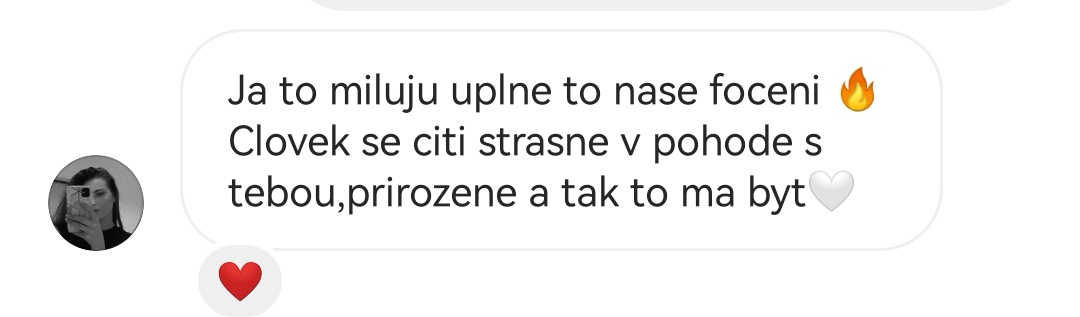 Ja to miluju uplne to nase foceni 🔥
Clovek se citi strasne v pohode s
tebou,prirozene a tak to ma byt🤍